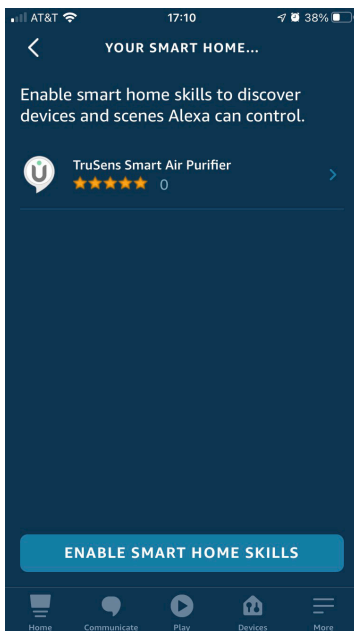 AT&T 17:10 38%
YOUR SMART HOME...
Enable smart home skills to discover
devices and scenes Alexa can control.
TruSens Smart Air Purifier
0
ENABLE SMART HOME SKILLS
Home Communicate Play Devices More